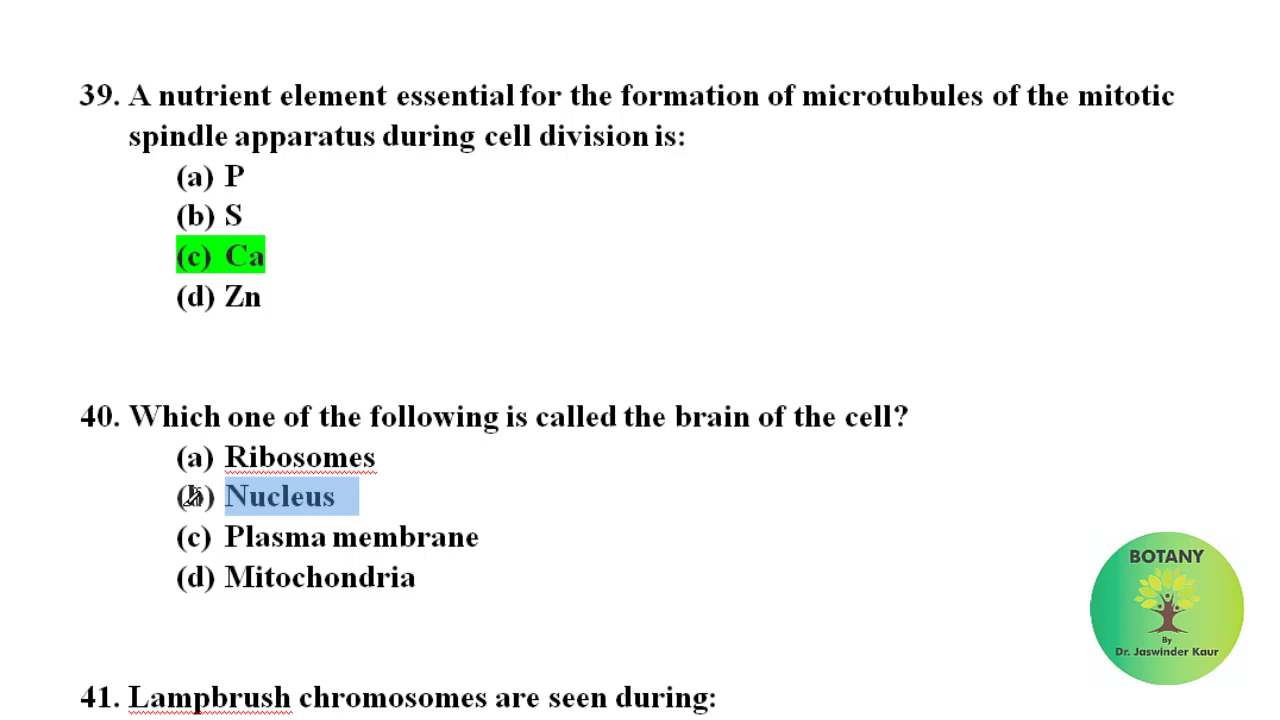 39. A nutrient element essential for the formation of microtubules of the mitotic
spindle apparatus during cell division is:
(a) P
(b) S
(c) Ca
(d) Zn
40. Which one of the following is called the brain of the cell?
(a) Ribosomes
(b) Nucleus
(c) Plasma membrane
(d) Mitochondria
BOTANY
By
Dr. Jaswinder Kaur
41. Lampbrush chromosomes are seen during: